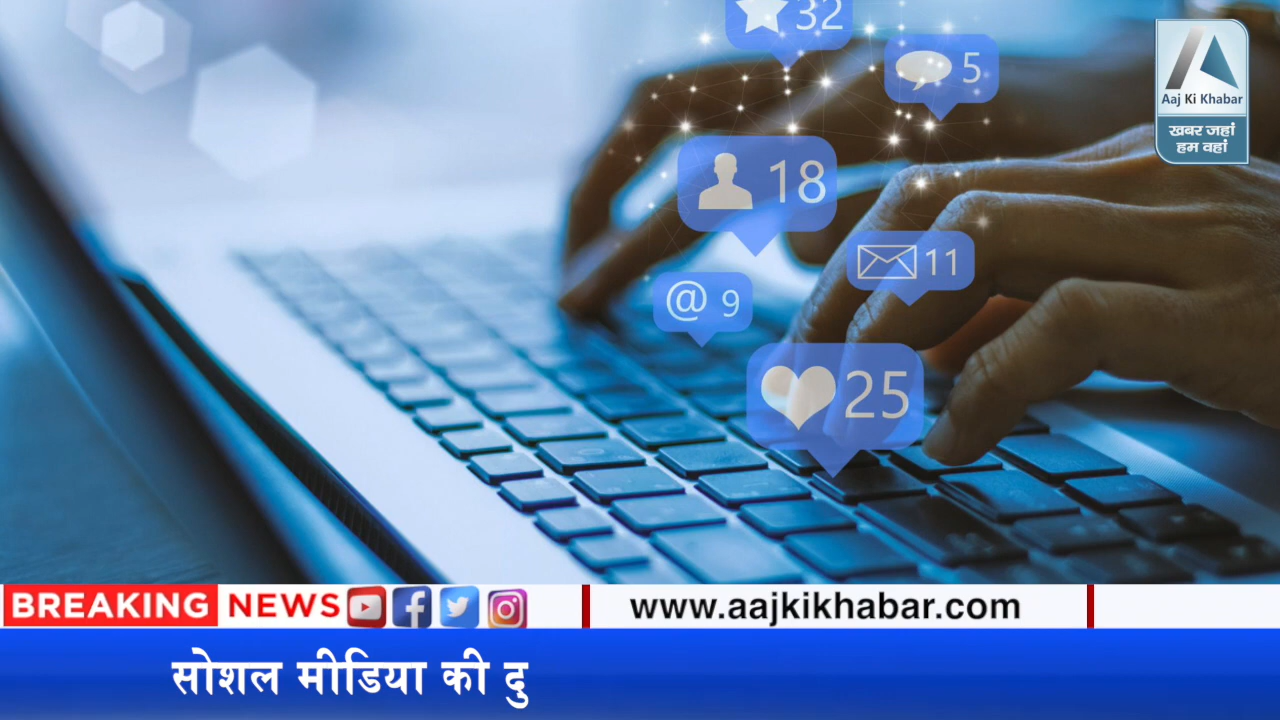 32
5
Aaj Ki Khabar
खबर जहां
हम वहां
18
11
@ 9
25
BREAKING NEWS
www.aajkikhabar.com
सोशल मीडिया की दु